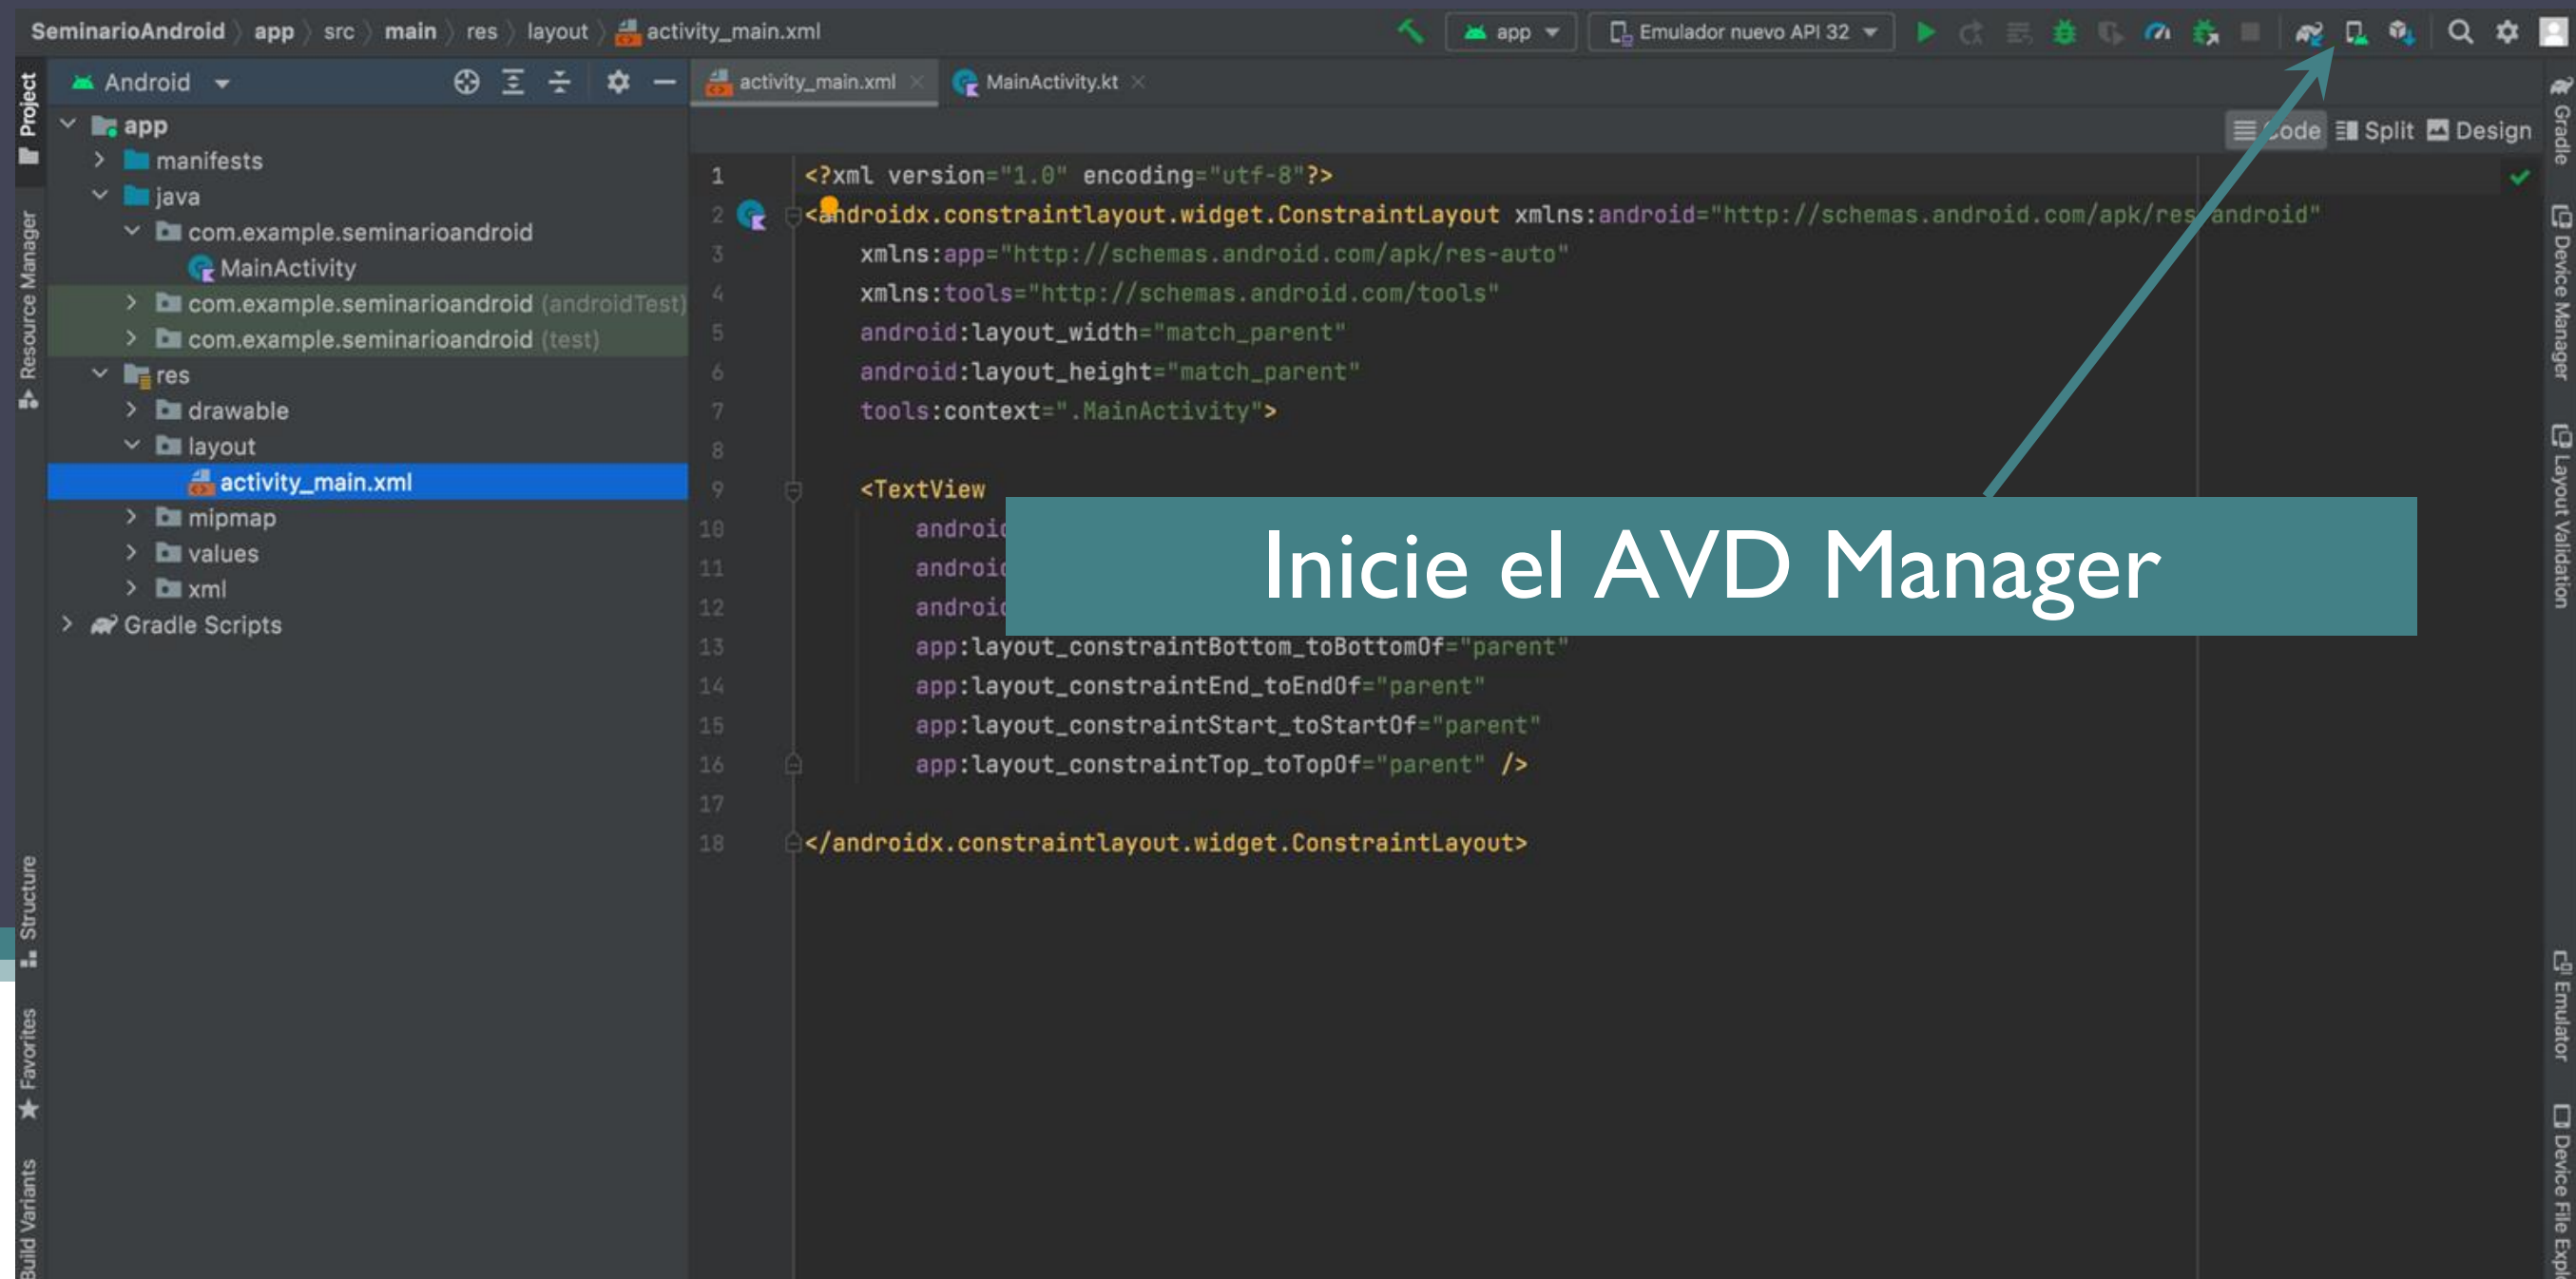 SeminarioAndroid app src main res layout activity_main.xml
app
Emulador nuevo API 32
Project
Resource Manager
Structure
Favorites
Build Variants
Android
app
manifests
java
com.example.seminarioandroid
MainActivity
com.example.seminarioandroid (androidTest)
com.example.seminarioandroid (test)
res
drawable
layout
activity_main.xml
mipmap
values
xml
Gradle Scripts
activity_main.xml
MainActivity.kt
Code Split Design
1 <?xml version="1.0" encoding="utf-8"?>
2 <androidx.constraintlayout.widget.ConstraintLayout xmlns:android="http://schemas.android.com/apk/res/android"
3 xmlns:app="http://schemas.android.com/apk/res-auto"
4 xmlns:tools="http://schemas.android.com/tools"
5 android:layout_width="match_parent"
6 android:layout_height="match_parent"
7 tools:context=".MainActivity">
8
9 <TextView
10
11
12
Inicie el AVD Manager
13 app:layout_constraintBottom_toBottomOf="parent"
14 app:layout_constraintEnd_toEndOf="parent"
15 app:layout_constraintStart_toStartOf="parent"
16 app:layout_constraintTop_toTopOf="parent" />
17
18 </androidx.constraintlayout.widget.ConstraintLayout>
Gradle
Device Manager
Layout Validation
Emulator
Device File